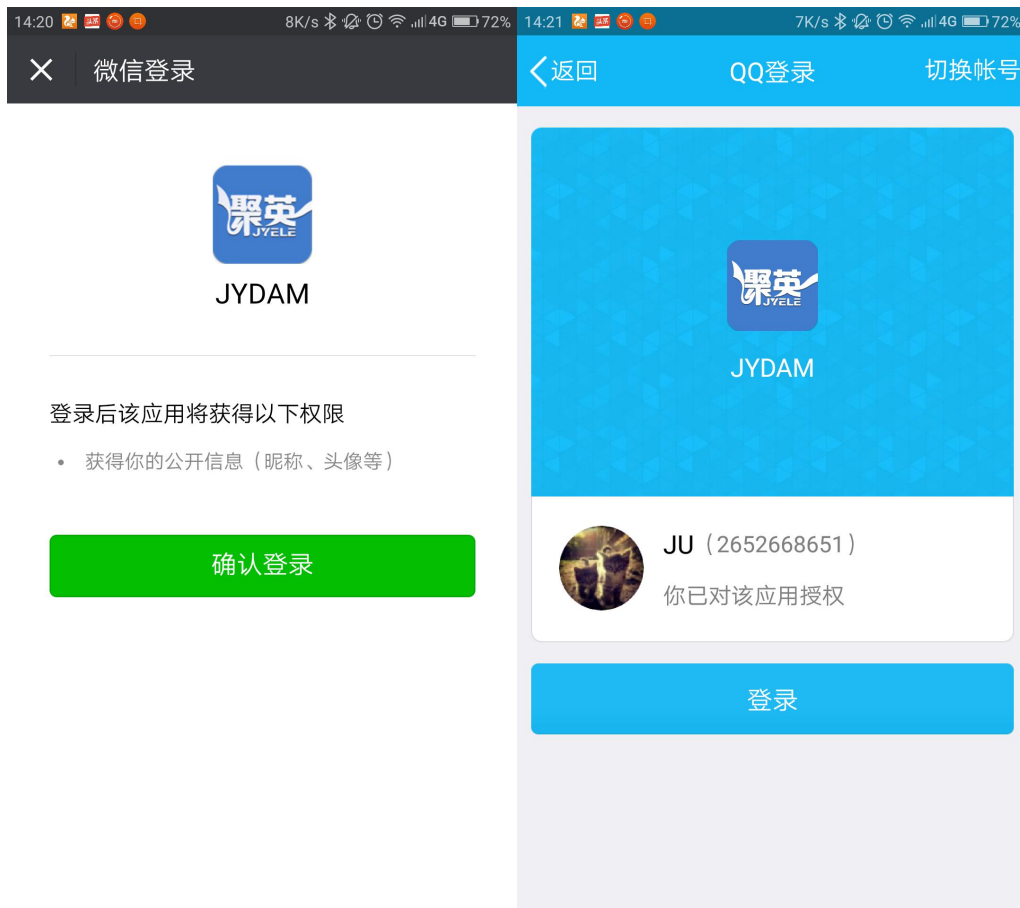 14:20
8K/s
4G
72%
微信登录
聚英
JYELE
JYDAM
登录后该应用将获得以下权限
• 获得你的公开信息（昵称、头像等）
确认登录
14:21
7K/s
4G
72%
返回
QQ登录
切换帐号
聚英
JYELE
JYDAM
JU（2652668651）
你已对该应用授权
登录